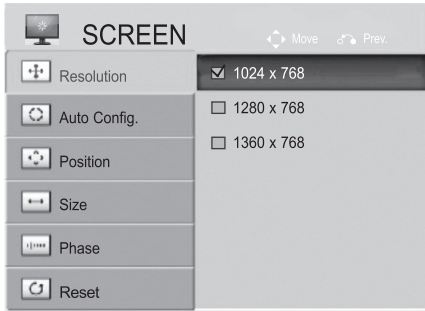 SCREEN
Move Prev.
Resolution
1024 x 768
Auto Config.
1280 x 768
1360 x 768
Position
Size
Phase
Reset